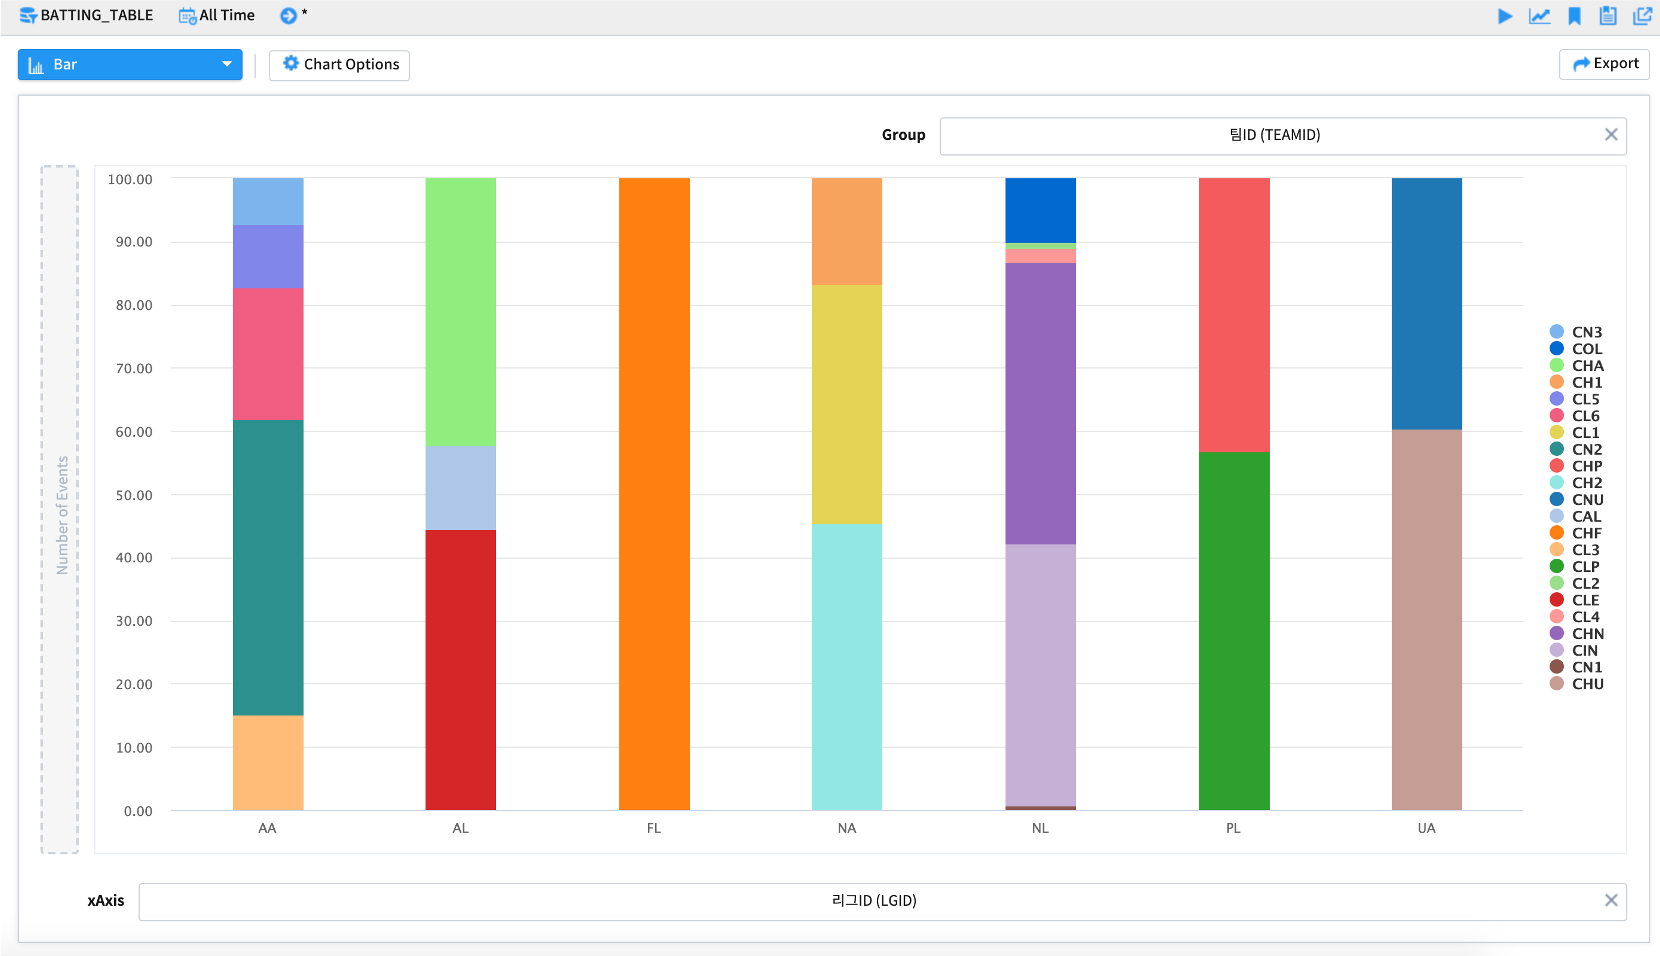 BATTING_TABLE All Time *
Bar Chart Options Export
Group 팀ID (TEAMID)
Number of Events
100.00
90.00
80.00
70.00
60.00
50.00
40.00
30.00
20.00
10.00
0.00
AA AL FL NA NL PL UA
CN3
COL
CHA
CH1
CL5
CL6
CL1
CN2
CHP
CH2
CNU
CAL
CHF
CL3
CLP
CL2
CLE
CL4
CHN
CIN
CN1
CHU
xAxis 리그ID (LGID)